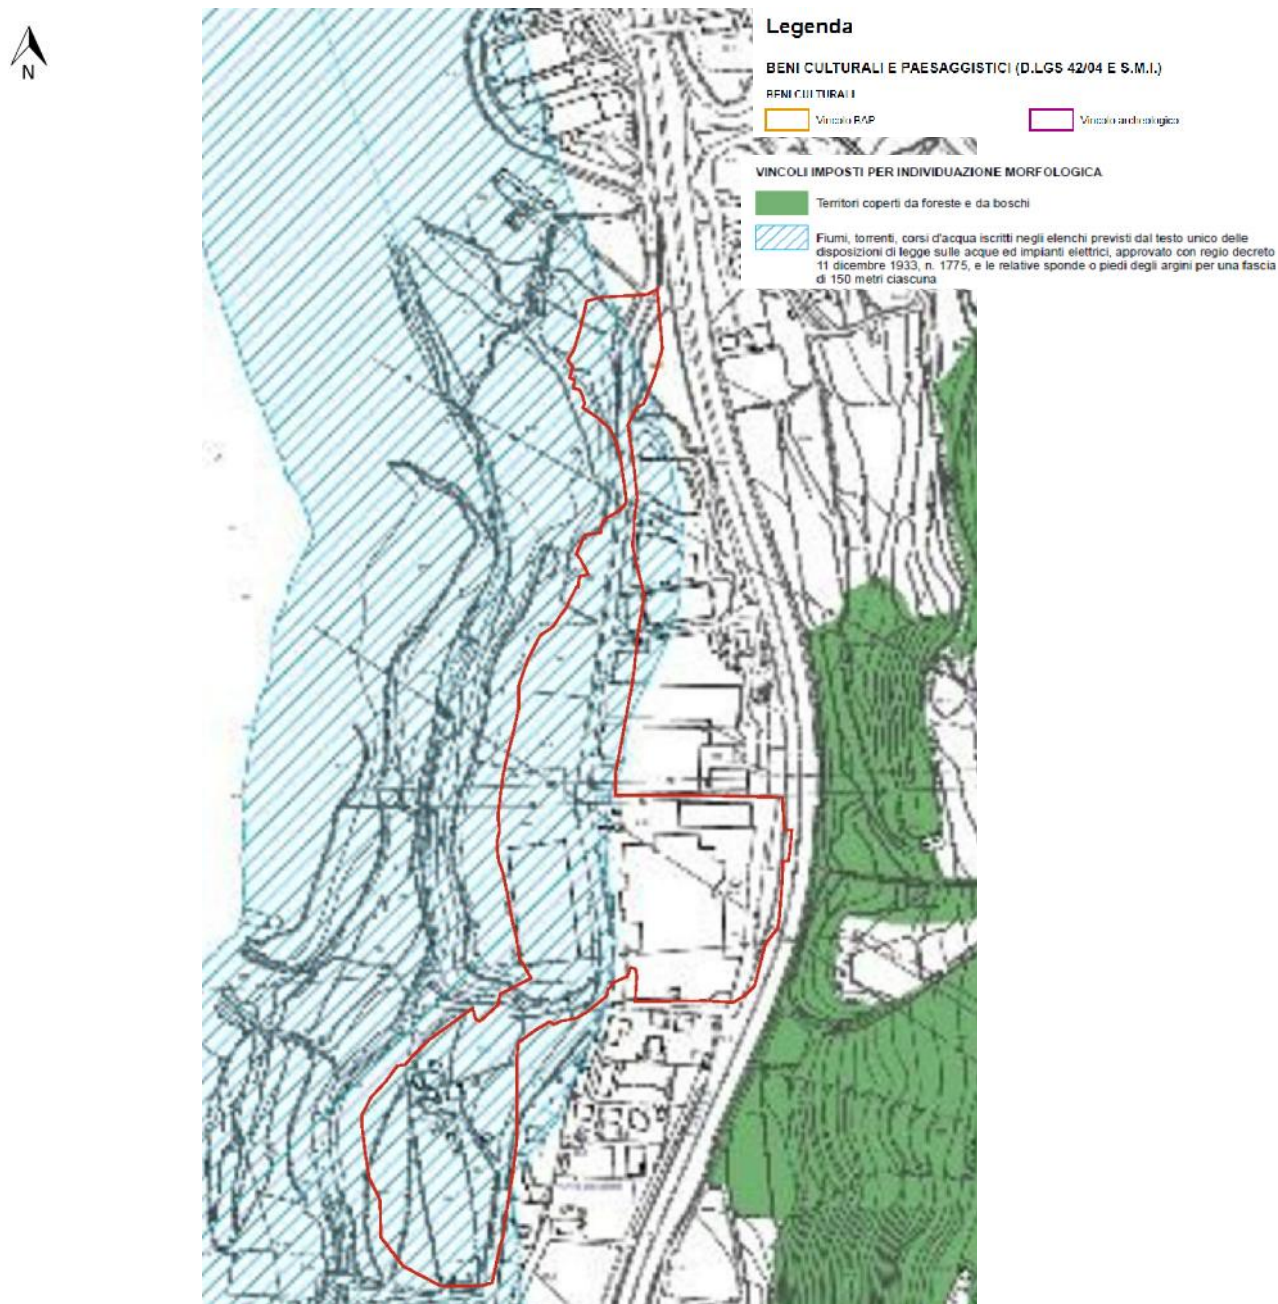 N
Legenda
BENI CULTURALI E PAESAGGISTICI (D.LGS 42/04 E S.M.I.)
BENI CULTURALI
Vincolo BAP
Vincolo archeologico
VINCOLI IMPOSTI PER INDIVIDUAZIONE MORFOLOGICA
Territori coperti da foreste e da boschi
Fiumi, torrenti, corsi d'acqua iscritti negli elenchi previsti dal testo unico delle
disposizioni di legge sulle acque ed impianti elettrici, approvato con regio decreto
11 dicembre 1933, n. 1775, e le relative sponde o piedi degli argini per una fascia
di 150 metri ciascuna